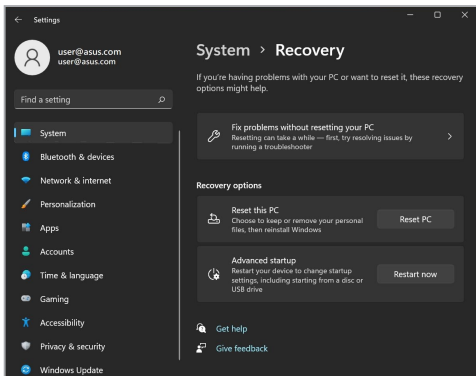 Settings
user@asus.com
user@asus.com
Find a setting
System
Bluetooth & devices
Network & internet
Personalization
Apps
Accounts
Time & language
Gaming
Accessibility
Privacy & security
Windows Update
System > Recovery
If you're having problems with your PC or want to reset it, these recovery
options might help.
Fix problems without resetting your PC
Resetting can take a while — first, try resolving issues by
running a troubleshooter
Recovery options
Reset this PC
Choose to keep or remove your personal
files, then reinstall Windows
Reset PC
Advanced startup
Restart your device to change startup
settings, including starting from a disc or
USB drive
Restart now
Get help
Give feedback